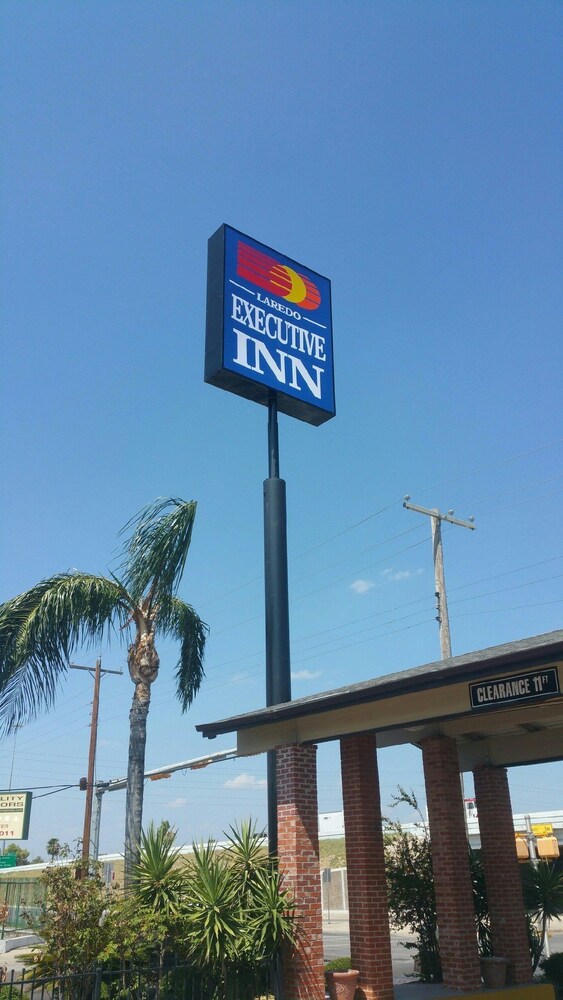 LAREDO
EXECUTIVE
INN
CLEARANCE 11FT